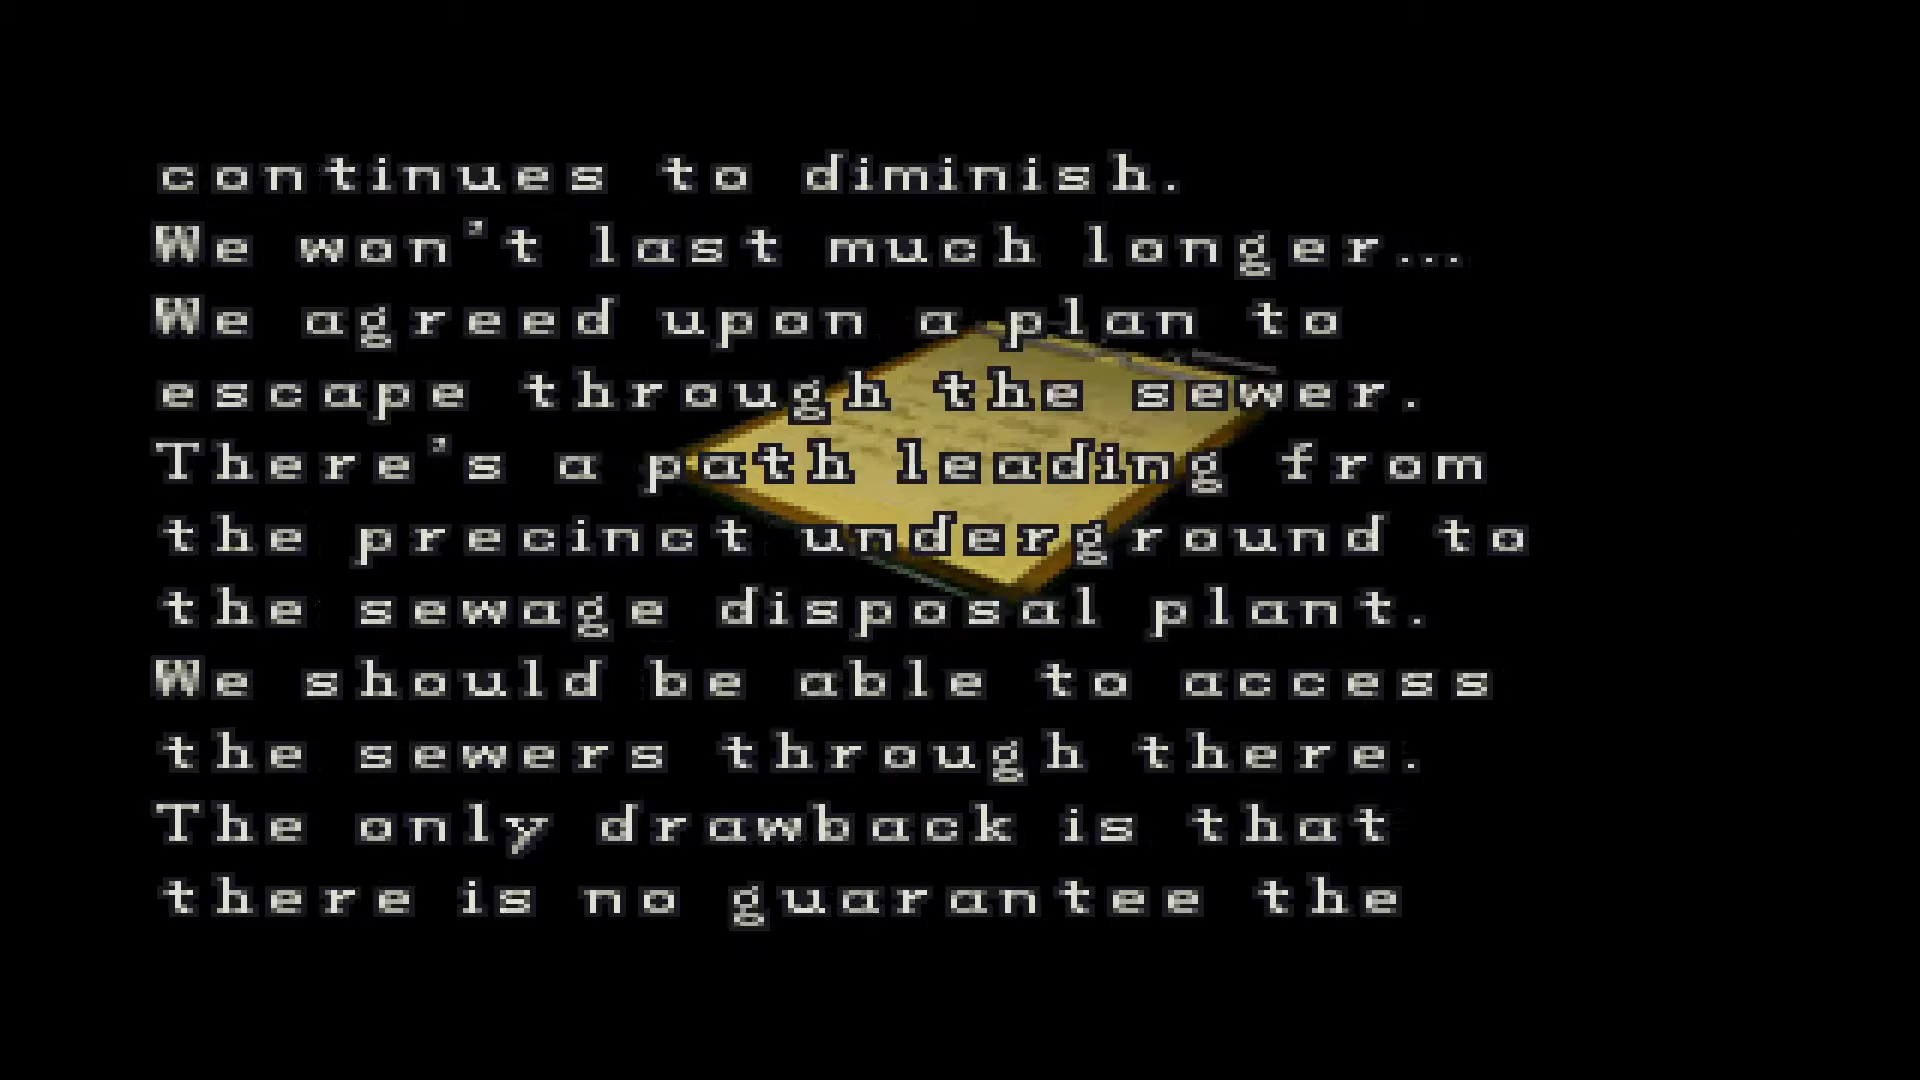 continues to diminish.
We won't last much longer...
We agreed upon a plan to
escape through the sewer.
There's a path leading from
the precinct underground to
the sewage disposal plant.
We should be able to access
the sewers through there.
The only drawback is that
there is no guarantee the